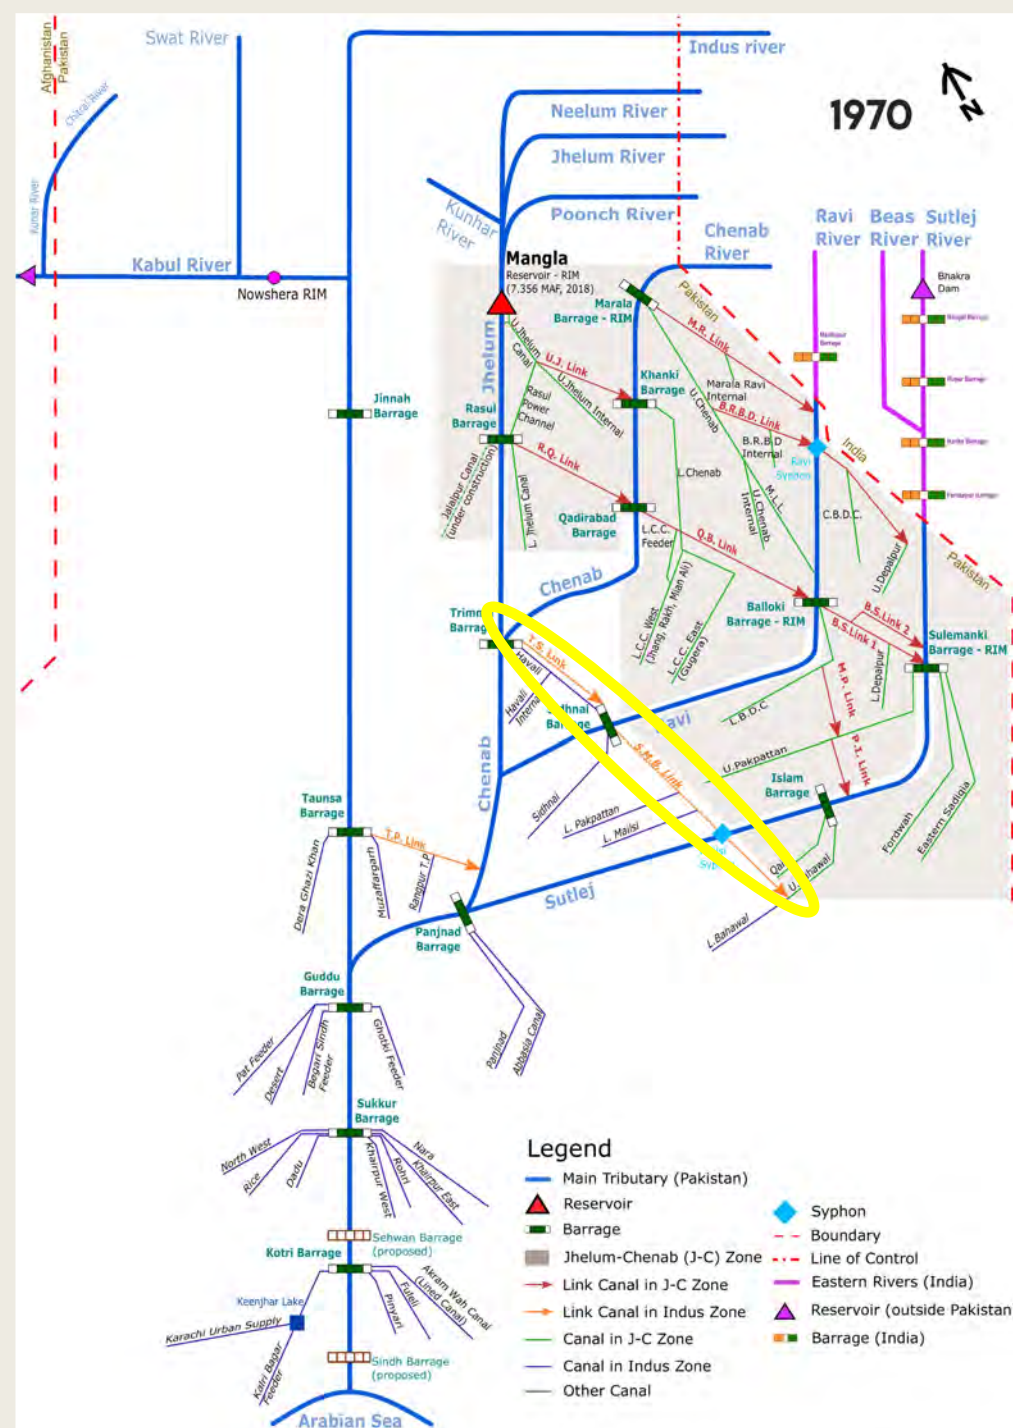 Swat River
Afghanistan
Pakistan
Chitral River
Kunar River
Indus river
Neelum River
Jhelum River
Poonch River
Kunhar
River
Chenab
River
1970
N
Ravi
River
Beas
River
Sutlej
River
Kabul River
Nowshera RIM
Mangla
Reservoir - RIM
(7.356 MAF, 2018)
Bhakra
Dam
Marala
Barrage - RIM
Pakistan
India
M.R. Link
Jhelum
U.Jhelum
Canal
U.J. Link
U.Jhelum Internal
Rasul
Power
Channel
Khanki
Barrage
Marala Ravi
Internal
U.Chenab
B.R.B.D. Link
B.R.B.D
Internal
Jinnah
Barrage
Rasul
Barrage
R.Q. Link
Jalalpur Canal
(under construction)
L. Jhelum Canal
L.Chenab
Ravi
Syphon
M.L.I.
U.Chenab
Internal
C.B.D.C.
Qadirabad
Barrage
L.C.C.
Feeder
Q.B. Link
U.Depalpur
Pakistan
Chenab
L.C.C. West
(Jhang, Rakh, Mian Ali)
L.C.C. East
(Gugera)
Balloki
Barrage - RIM
B.S.Link 2
B.S.Link 1
Sulemanki
Barrage - RIM
Barrage
T.S. Link
Havali
Havali
Internal
Barrage
L.B.D.C
M.P. Link
L.Depalpur
S.M.B. Link
U.Pakpattan
P.I. Link
Chenab
Sidhnai
L. Pakpattan
L. Mailsi
Islam
Barrage
Fordwah
Eastern Sadiqia
Taunsa
Barrage
T.P. Link
Rangpur T.P.
Dera Ghazi Khan
Muzaffargarh
Sutlej
L.Bahawal
Panjnad
Barrage
Panjnad
Abbasia Canal
Guddu
Barrage
Pat Feeder
Desert
Begari Sindh
Feeder
Ghotki Feeder
Sukkur
Barrage
North West
Rice
Dadu
Khairpur West
Rohri
Khairpur East
Nara
Sehwan Barrage
(proposed)
Kotri Barrage
Keenjhar Lake
Karachi Urban Supply
Kalri Bagar
Feeder
Pinyari
Fuleli
Akram Wah Canal
(Lined Canal)
Sindh Barrage
(proposed)
Arabian Sea
Legend
Main Tributary (Pakistan)
Reservoir
Barrage
Jhelum-Chenab (J-C) Zone
Link Canal in J-C Zone
Link Canal in Indus Zone
Canal in J-C Zone
Canal in Indus Zone
Other Canal
Syphon
Boundary
Line of Control
Eastern Rivers (India)
Reservoir (outside Pakistan
Barrage (India)